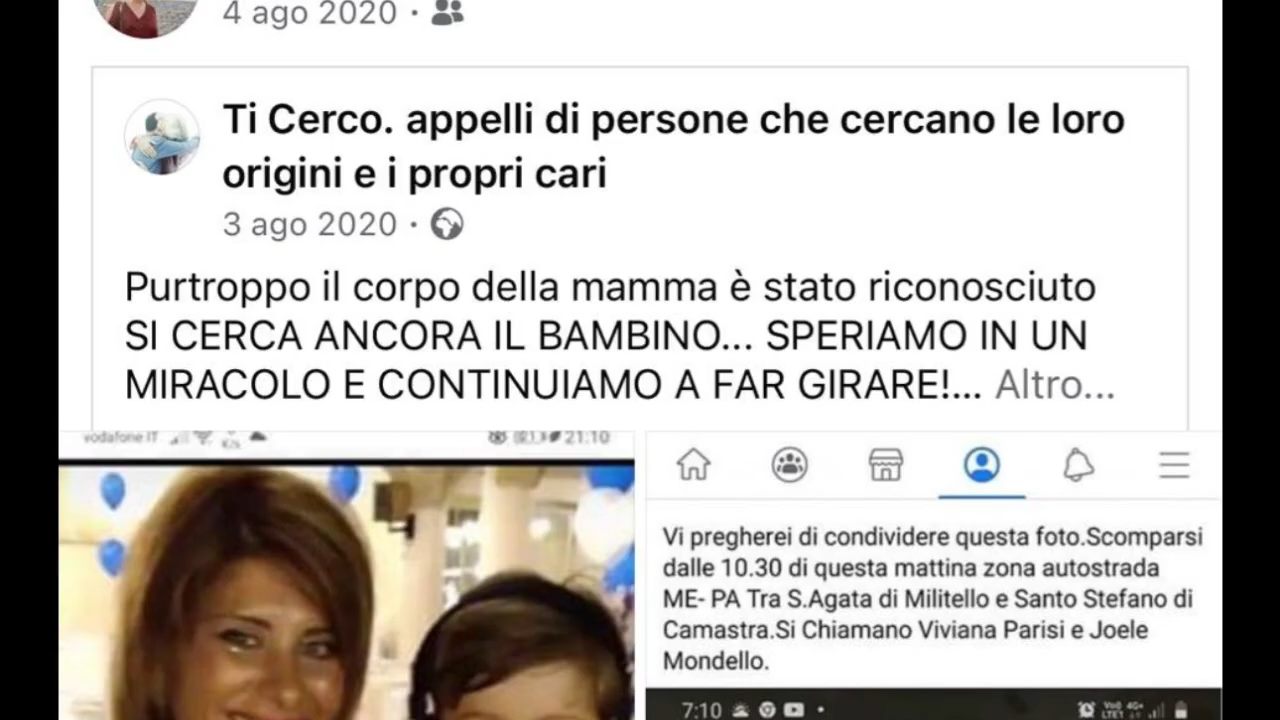 4 ago 2020 ·
Ti Cerco. appelli di persone che cercano le loro
origini e i propri cari
3 ago 2020 ·
Purtroppo il corpo della mamma è stato riconosciuto
SI CERCA ANCORA IL BAMBINO... SPERIAMO IN UN
MIRACOLO E CONTINUIAMO A FAR GIRARE!... Altro...
vodafone IT 21:10
Vi pregherei di condividere questa foto.Scomparsi
dalle 10.30 di questa mattina zona autostrada
ME- PA Tra S.Agata di Militello e Santo Stefano di
Camastra.Si Chiamano Viviana Parisi e Joele
Mondello.
7:10